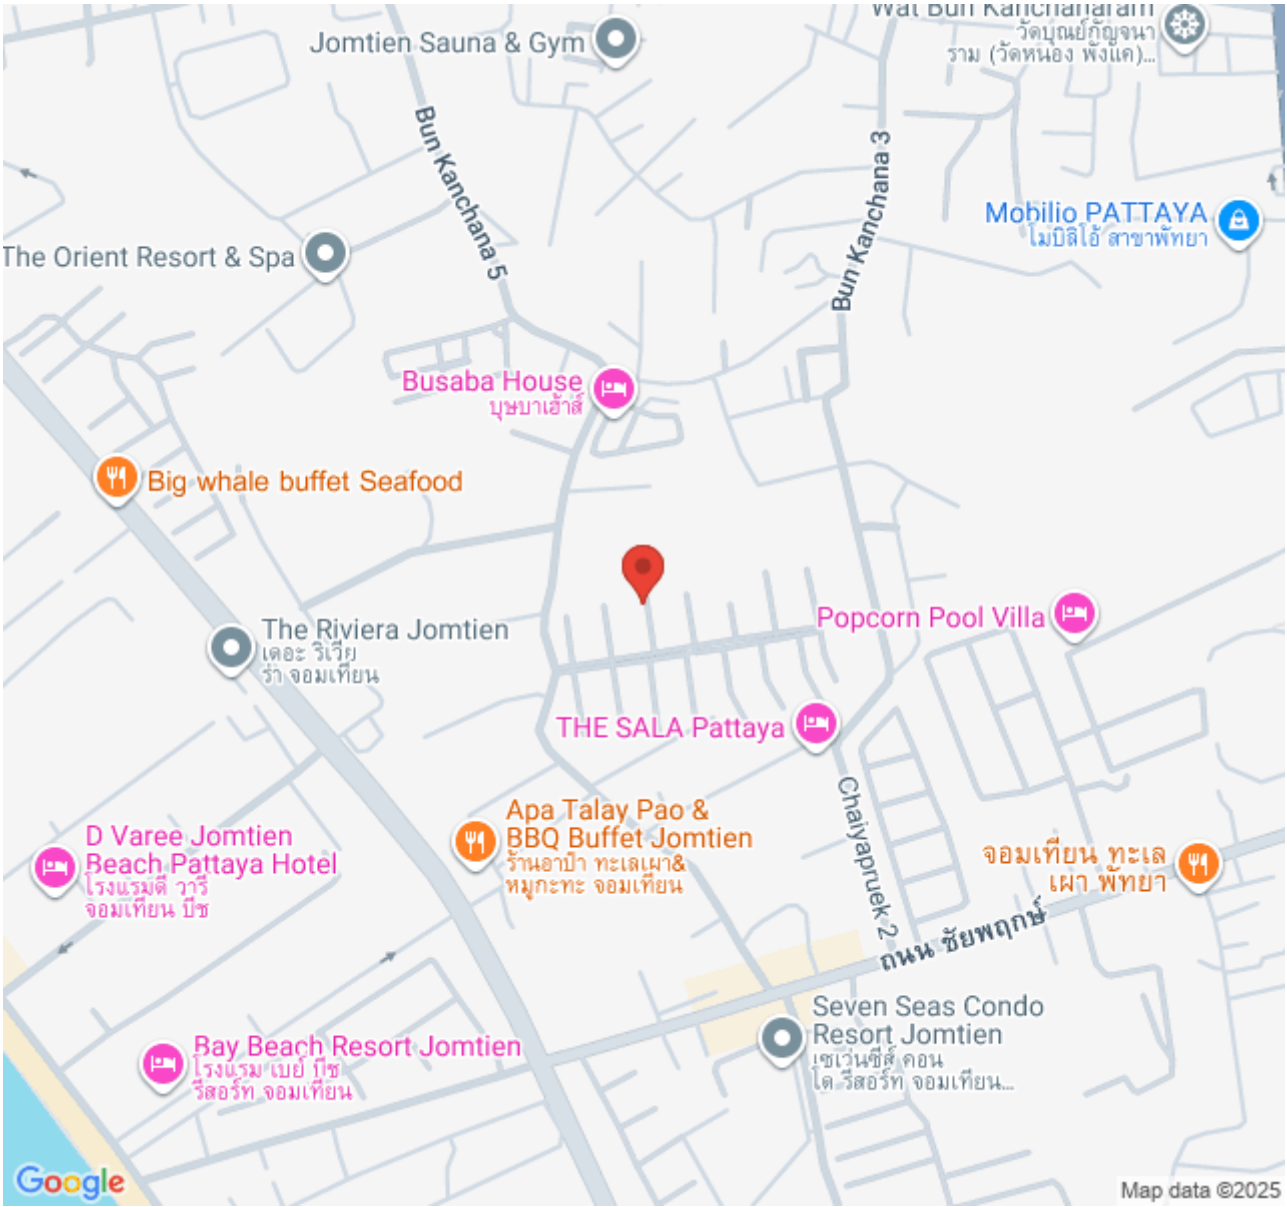 Wat Bun Kanchanaram
วัดบุณย์กัญจนา
ราม (วัดหนอง พังแค)...
Jomtien Sauna & Gym
Bun Kanchana 5
Bun Kanchana 3
Mobilio PATTAYA
โมบิลิโอ้ สาขาพัทยา
The Orient Resort & Spa
Busaba House
บุษบาเฮ้าส์
Big whale buffet Seafood
The Riviera Jomtien
เดอะ ริเวีย
ร่า จอมเทียน
Popcorn Pool Villa
THE SALA Pattaya
Chaiyapruek 2
Apa Talay Pao &
BBQ Buffet Jomtien
ร้านอาป๋า ทะเลเผา&
หมูกะทะ จอมเทียน
D Varee Jomtien
Beach Pattaya Hotel
โรงแรมดี วารี
จอมเทียน บีช
จอมเทียน ทะเล
เผา พัทยา
ถนน ชัยพฤกษ์
Seven Seas Condo
Resort Jomtien
เซเว่นซีส์ คอน
โด รีสอร์ท จอมเทียน...
Bay Beach Resort Jomtien
โรงแรม เบย์ บีช
รีสอร์ท จอมเทียน
Google
Map data ©2025